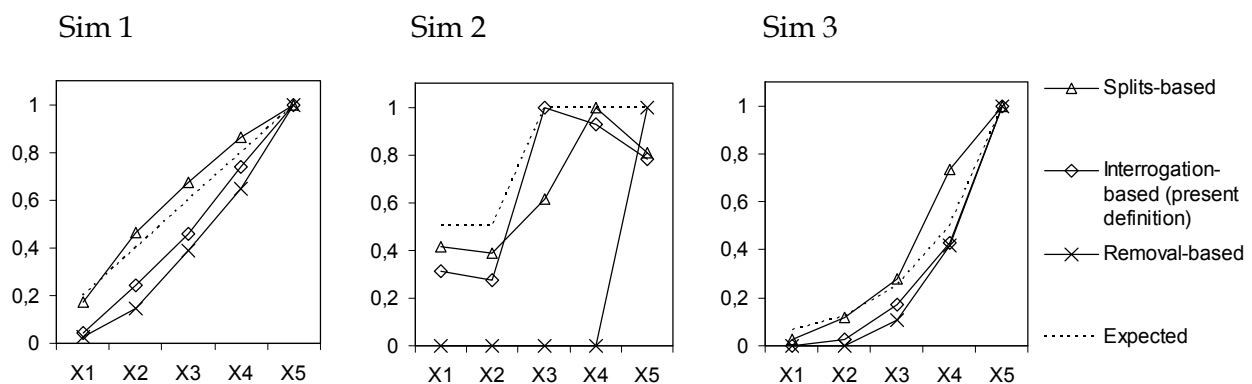 Sim 1
Sim 2
Sim 3
1
0,8
0,6
0,4
0,2
0
X1 X2 X3 X4 X5
1
0,8
0,6
0,4
0,2
0
X1 X2 X3 X4 X5
1
0,8
0,6
0,4
0,2
0
X1 X2 X3 X4 X5
Splits-based
Interrogation-
based (present
definition)
Removal-based
Expected